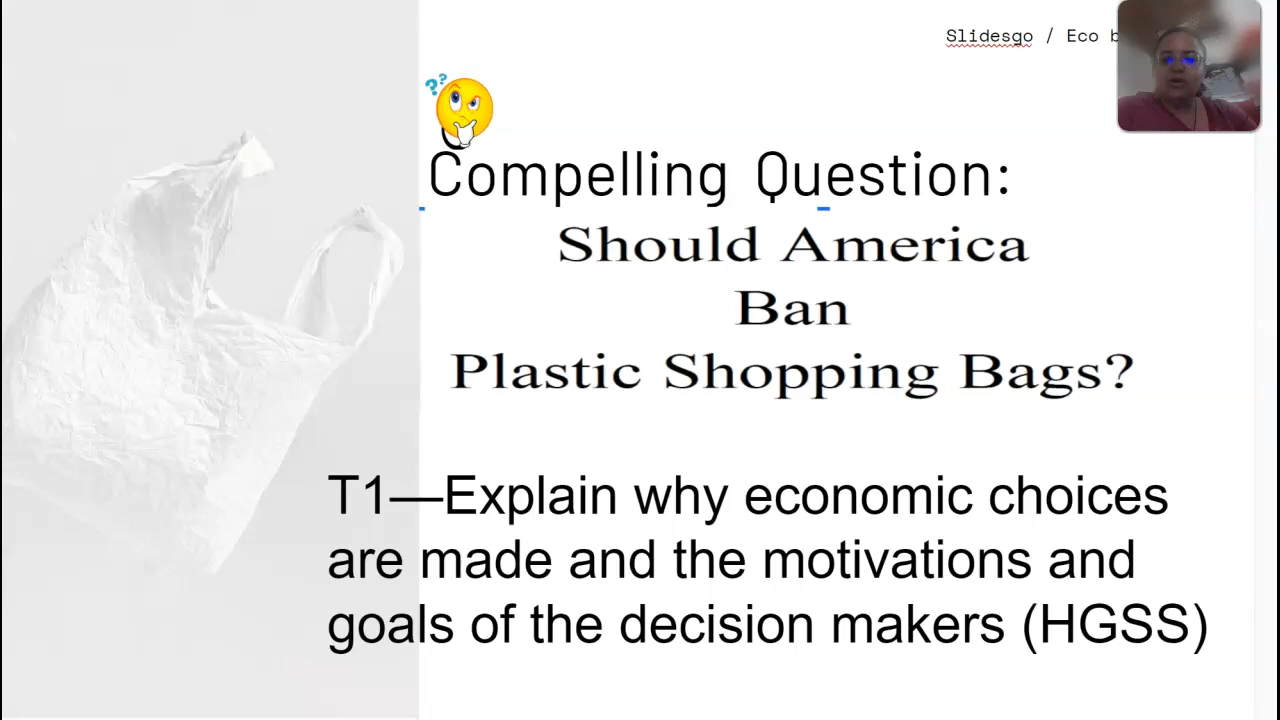 Slidesgo / Eco
??
Compelling Question:
Should America
Ban
Plastic Shopping Bags?
T1—Explain why economic choices
are made and the motivations and
goals of the decision makers (HGSS)